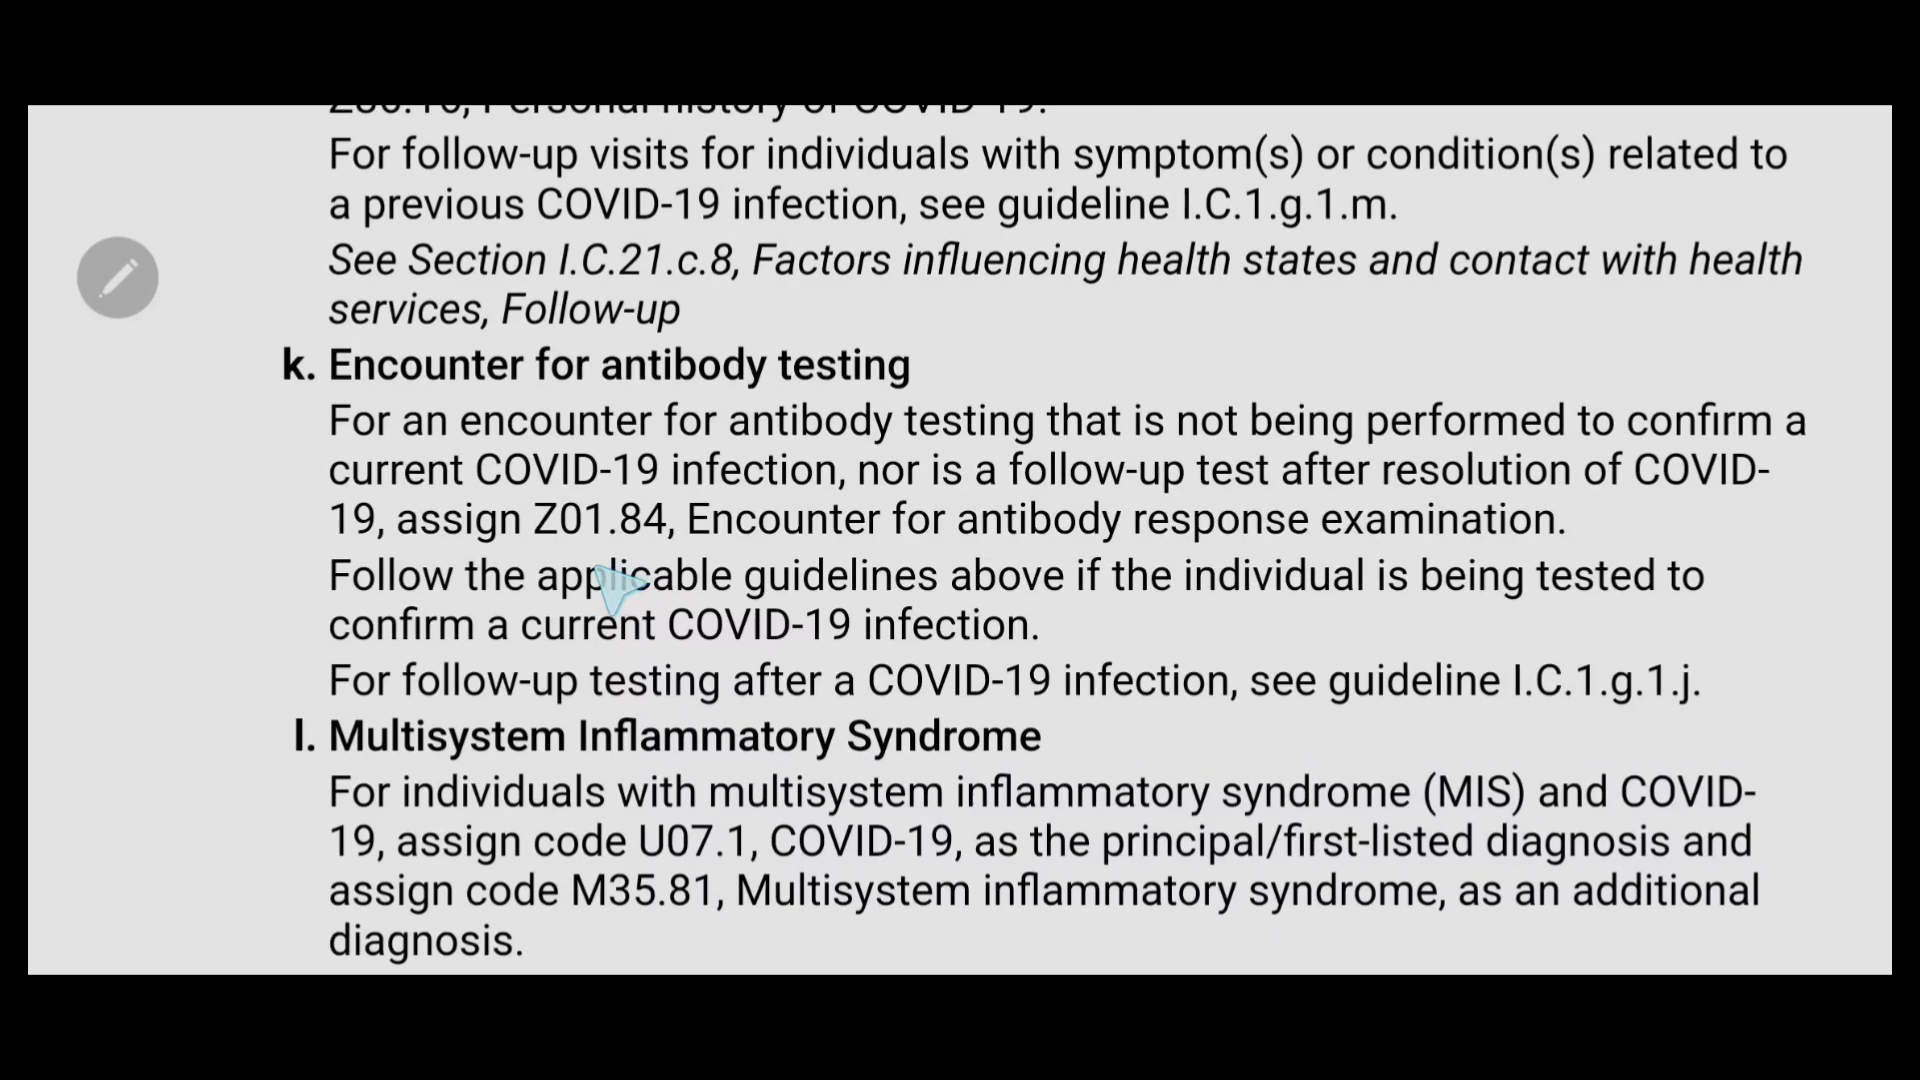 Z86.16, Personal history of COVID-19.
For follow-up visits for individuals with symptom(s) or condition(s) related to
a previous COVID-19 infection, see guideline I.C.1.g.1.m.
See Section I.C.21.c.8, Factors influencing health states and contact with health
services, Follow-up
k. Encounter for antibody testing
For an encounter for antibody testing that is not being performed to confirm a
current COVID-19 infection, nor is a follow-up test after resolution of COVID-
19, assign Z01.84, Encounter for antibody response examination.
Follow the applicable guidelines above if the individual is being tested to
confirm a current COVID-19 infection.
For follow-up testing after a COVID-19 infection, see guideline I.C.1.g.1.j.
l. Multisystem Inflammatory Syndrome
For individuals with multisystem inflammatory syndrome (MIS) and COVID-
19, assign code U07.1, COVID-19, as the principal/first-listed diagnosis and
assign code M35.81, Multisystem inflammatory syndrome, as an additional
diagnosis.